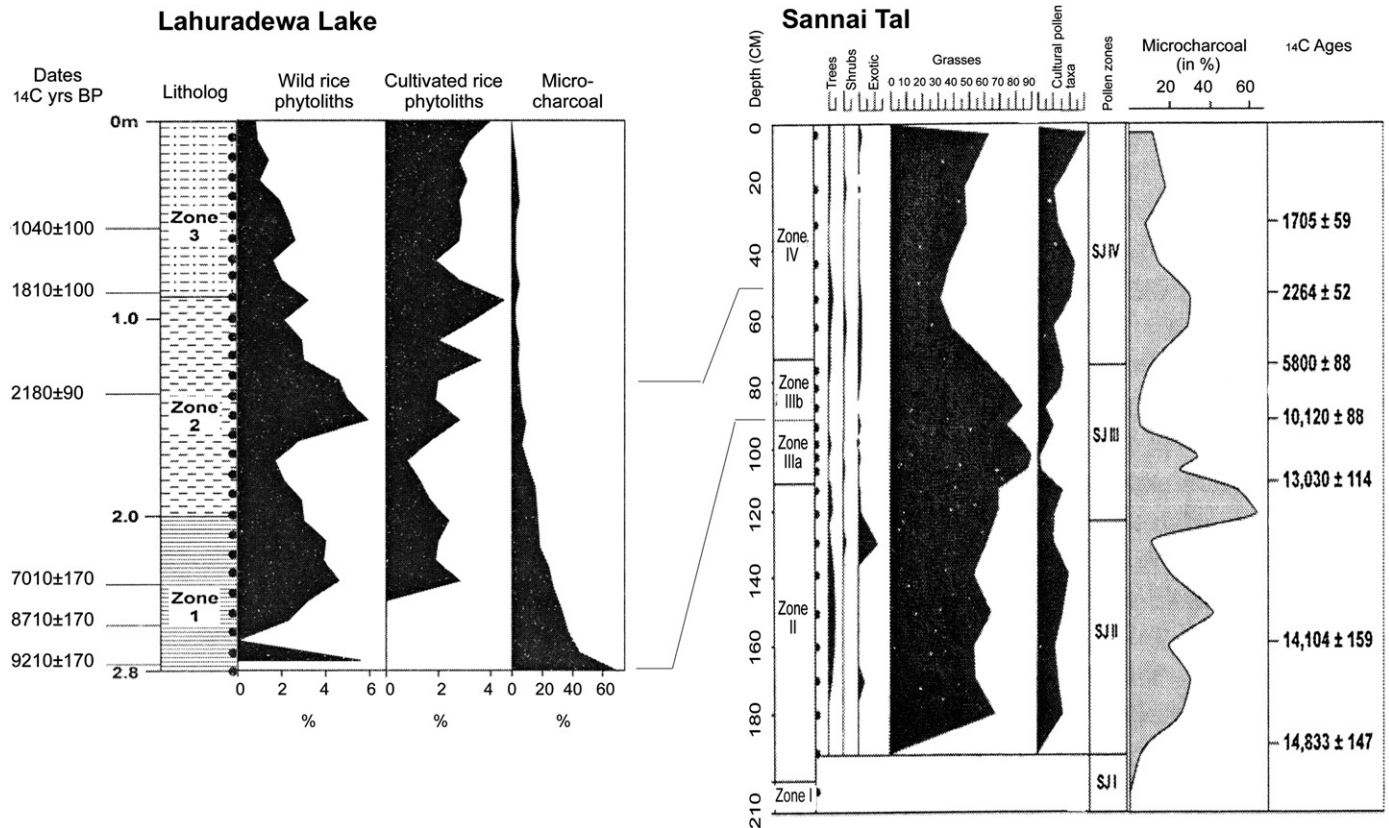 Lahuradewa Lake
Dates
14C yrs BP
Litholog
Wild rice
phytoliths
Cultivated rice
phytoliths
Micro-
charcoal
0m
1040±100
1810±100
1.0
2180±90
2.0
7010±170
8710±170
9210±170
2.8
Zone
3
Zone
2
Zone
1
0 2 4 6
%
0 2 4
%
0 20 40 60
%
Sannai Tal
Depth (CM)
Trees
Shrubs
Exotic
Grasses
0 10 20 30 40 50 60 70 80 90
Cultural pollen
taxa
Pollen zones
Microcharcoal
(in %)
20 40 60
14C Ages
0
20
40
60
80
100
120
140
160
180
210
Zone
IV
Zone
IIIb
Zone
IIIa
Zone
II
Zone I
SJ IV
SJ III
SJ II
SJ I
1705 ± 59
2264 ± 52
5800 ± 88
10,120 ± 88
13,030 ± 114
14,104 ± 159
14,833 ± 147